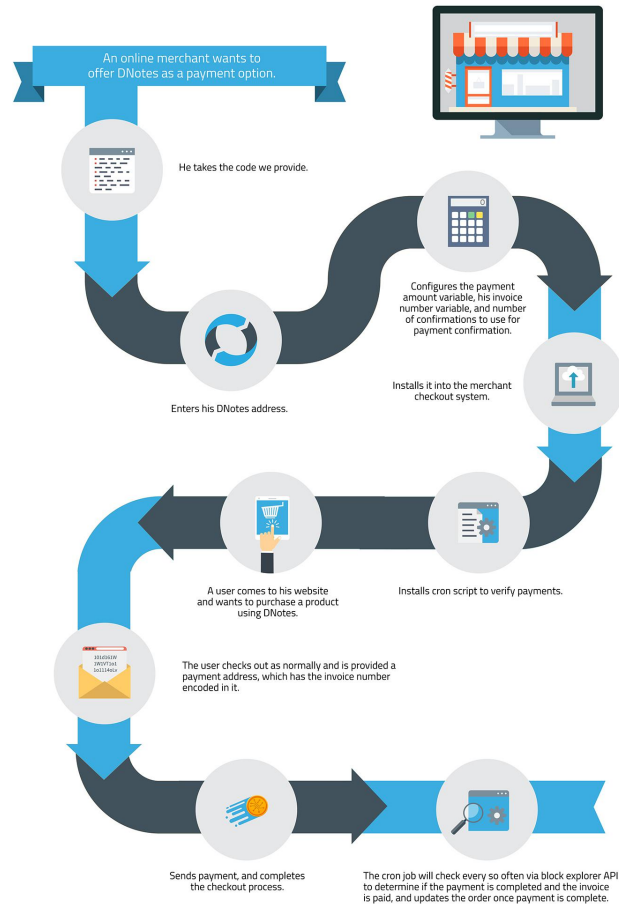 An online merchant wants to
offer DNotes as a payment option.
He takes the code we provide.
0
Configures the payment
amount variable, his invoice
number variable, and number
of confirmations to use for
payment confirmation.
Enters his DNotes address.
Installs it into the merchant
checkout system.
A user comes to his website
and wants to purchase a product
using DNotes.
Installs cron script to verify payments.
The user checks out as normally and is provided a
payment address, which has the invoice number
encoded in it.
Sends payment, and completes
the checkout process.
The cron job will check every so often via block explorer API
to determine if the payment is completed and the invoice
is paid, and updates the order once payment is complete.